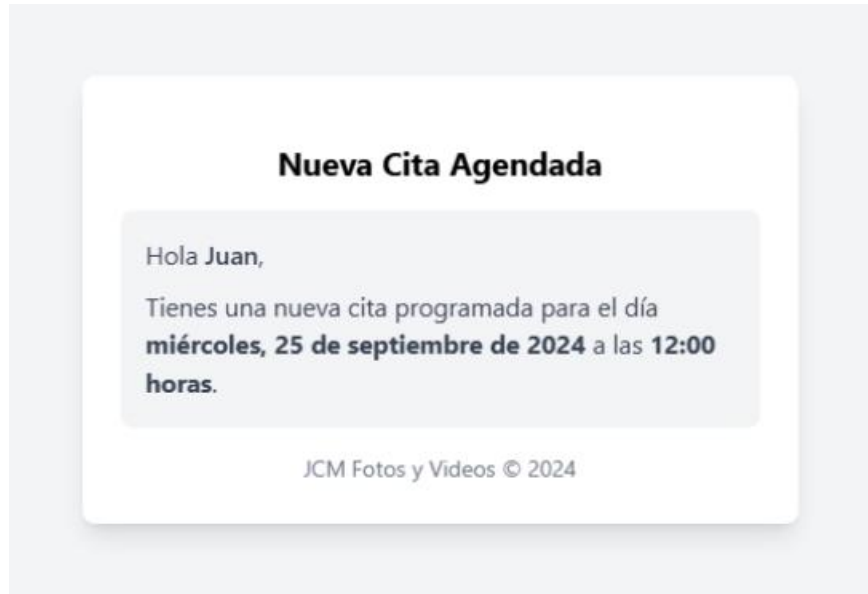 Nueva Cita Agendada
Hola Juan,
Tienes una nueva cita programada para el día
miércoles, 25 de septiembre de 2024 a las 12:00
horas.
JCM Fotos y Videos © 2024